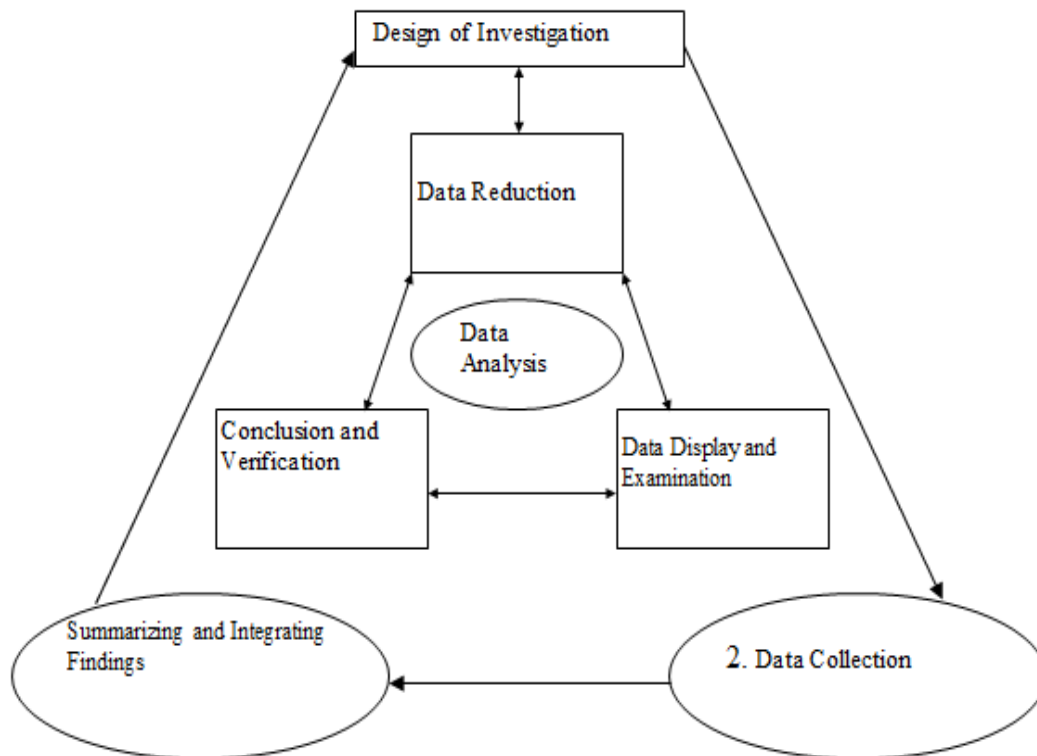 Design of Investigation
Data Reduction
Data
Analysis
Conclusion and
Verification
Data Display and
Examination
Summarizing and Integrating
Findings
2. Data Collection